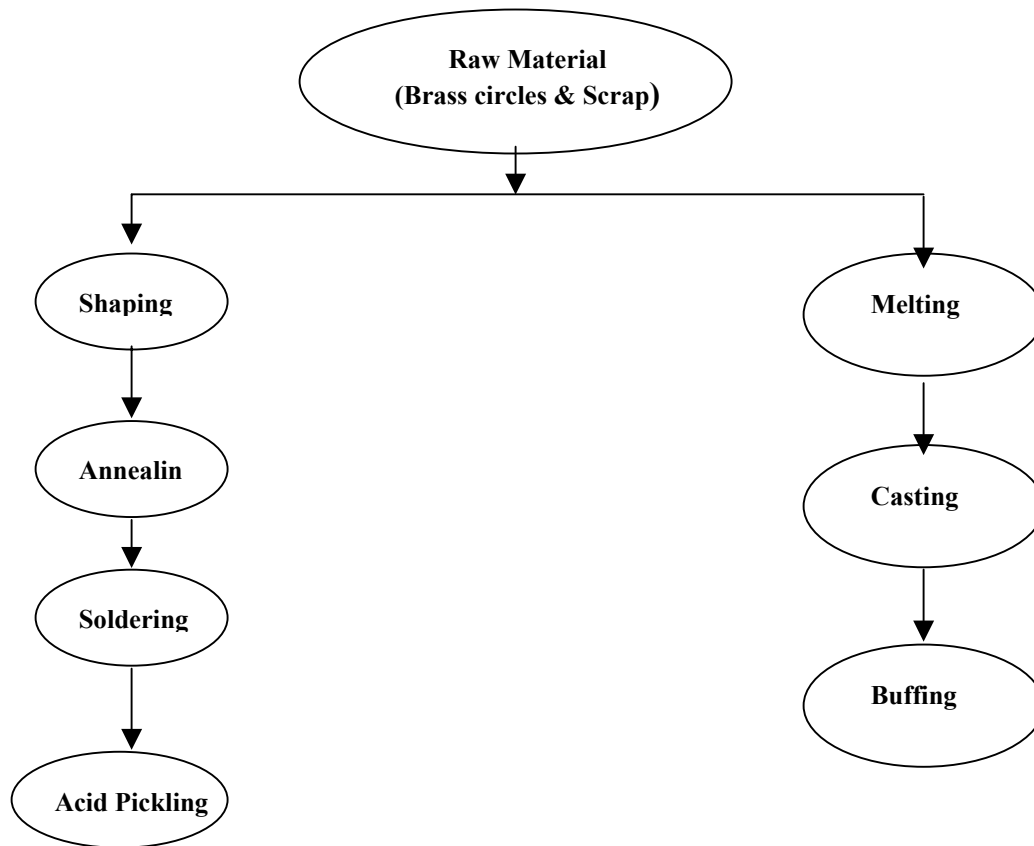 Raw Material
(Brass circles & Scrap)
Shaping
Melting
Annealin
Casting
Soldering
Buffing
Acid Pickling